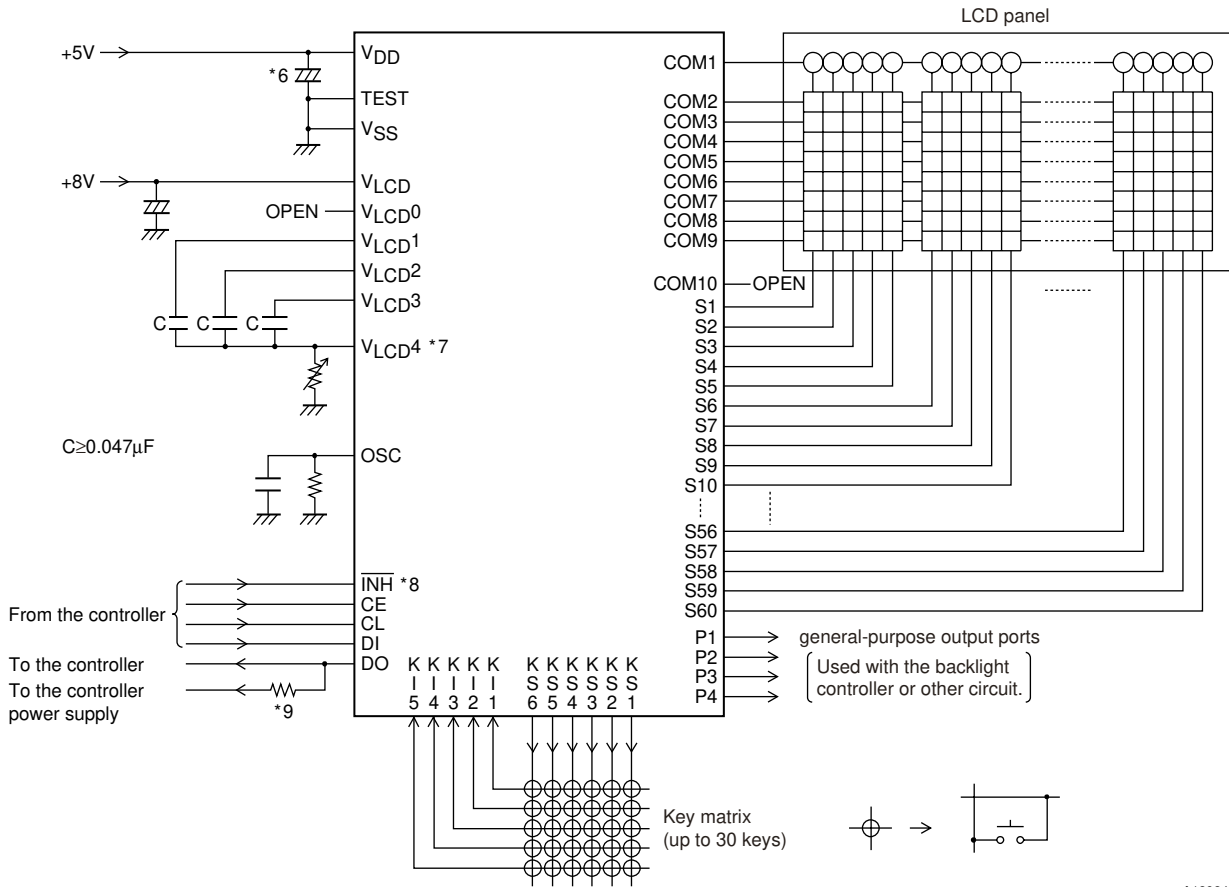 LCD panel
+5V
*6
VDD
TEST
VSS
+8V
VLCD
OPEN
VLCD0
VLCD1
VLCD2
VLCD3
C
C
C
VLCD4 *7
C≥0.047μF
OSC
From the controller
INH *8
CE
CL
DI
To the controller
DO
To the controller
power supply
*9
COM1
COM2
COM3
COM4
COM5
COM6
COM7
COM8
COM9
COM10
OPEN
S1
S2
S3
S4
S5
S6
S7
S8
S9
S10
S56
S57
S58
S59
S60
P1
P2
P3
P4
general-purpose output ports
Used with the backlight
controller or other circuit.
KI5
KI4
KI3
KI2
KI1
KS6
KS5
KS4
KS3
KS2
KS1
Key matrix
(up to 30 keys)